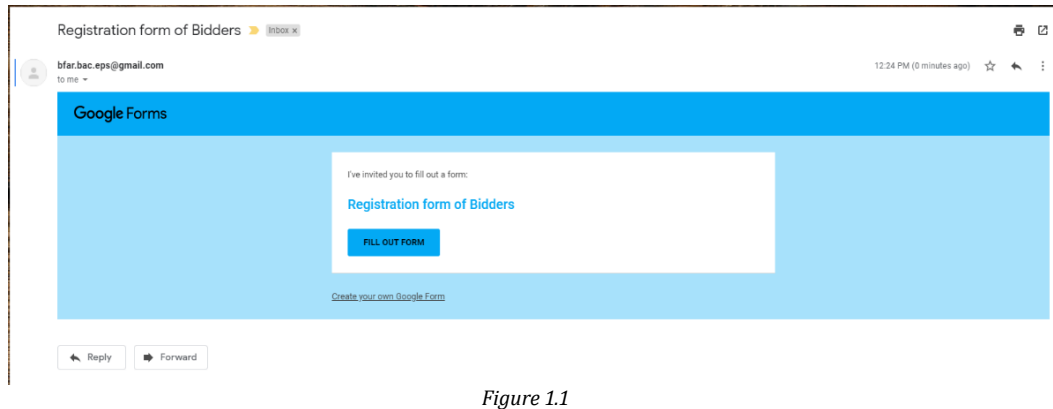 Registration form of Bidders
Inbox x
bfar.bac.eps@gmail.com
12:24 PM (0 minutes ago)
to me
Google Forms
I've invited you to fill out a form:
Registration form of Bidders
FILL OUT FORM
Create your own Google Form
Reply
Forward
Figure 1.1